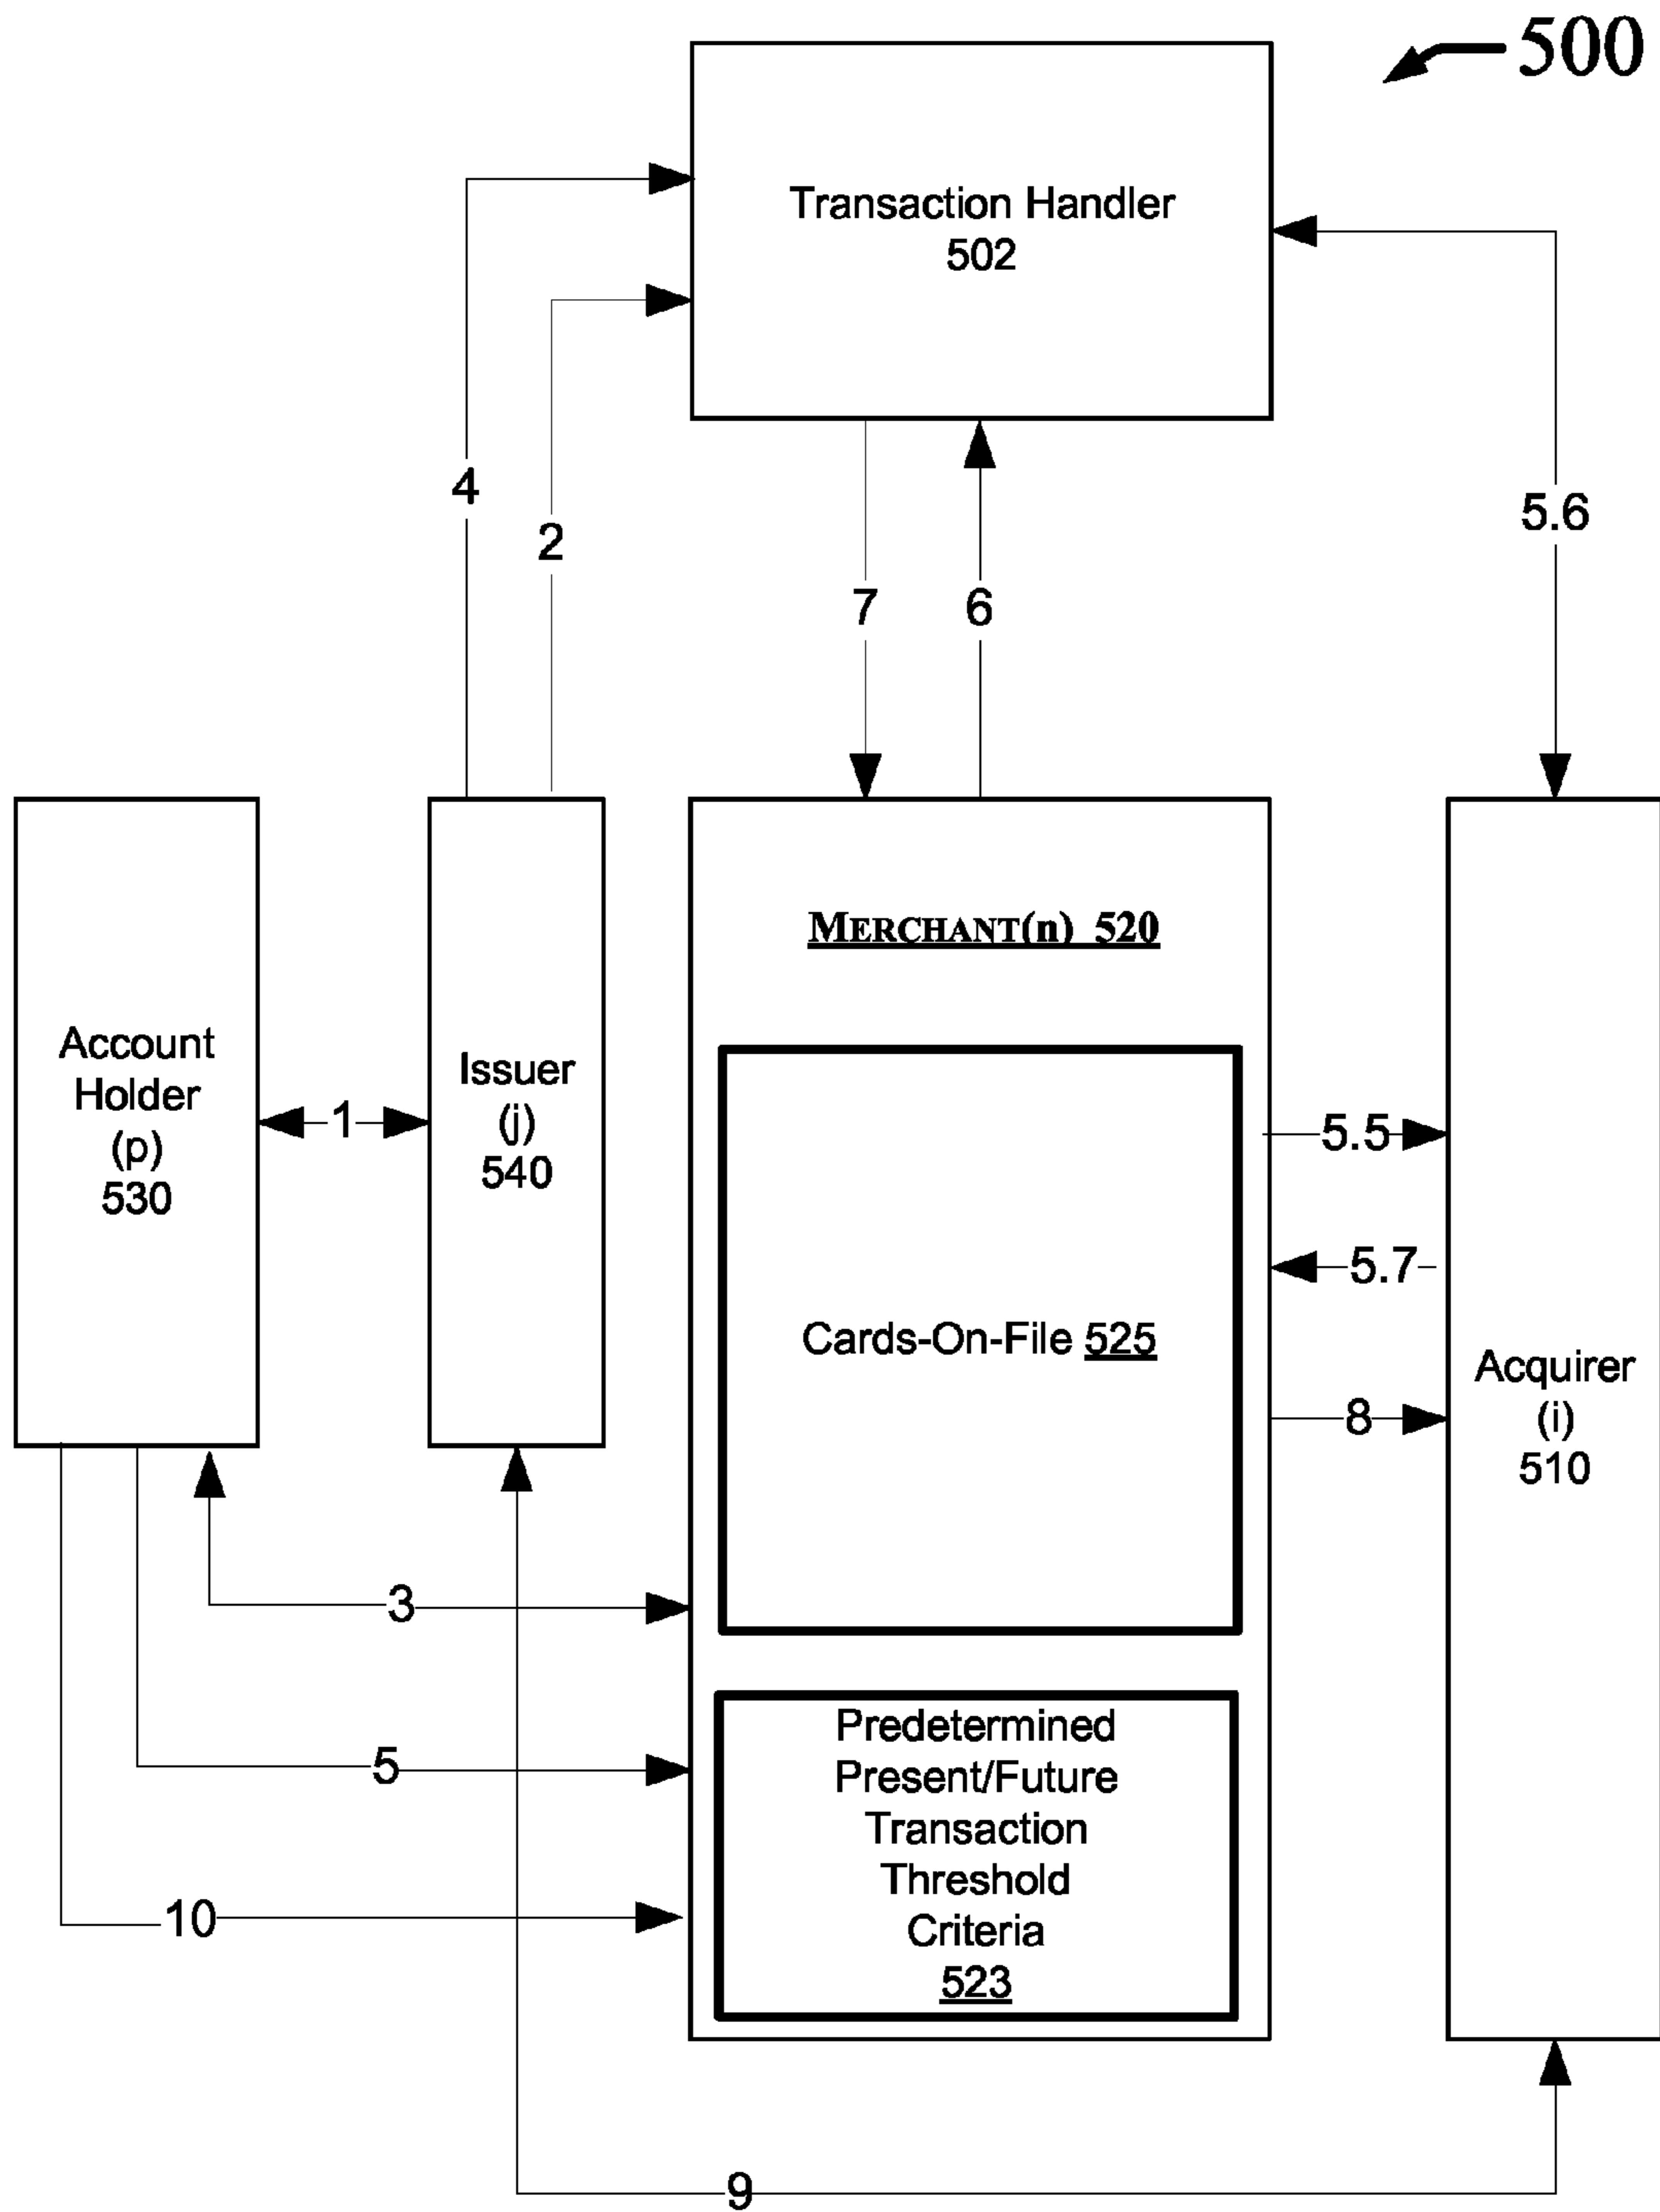 500
Transaction Handler
502
4
2
5.6
7
6
MERCHANT(n) 520
Account
Holder
(p)
530
1
Issuer
(j)
540
5.5
5.7
Cards-On-File 525
8
Acquirer
(i)
510
3
5
10
Predetermined
Present/Future
Transaction
Threshold
Criteria
523
9